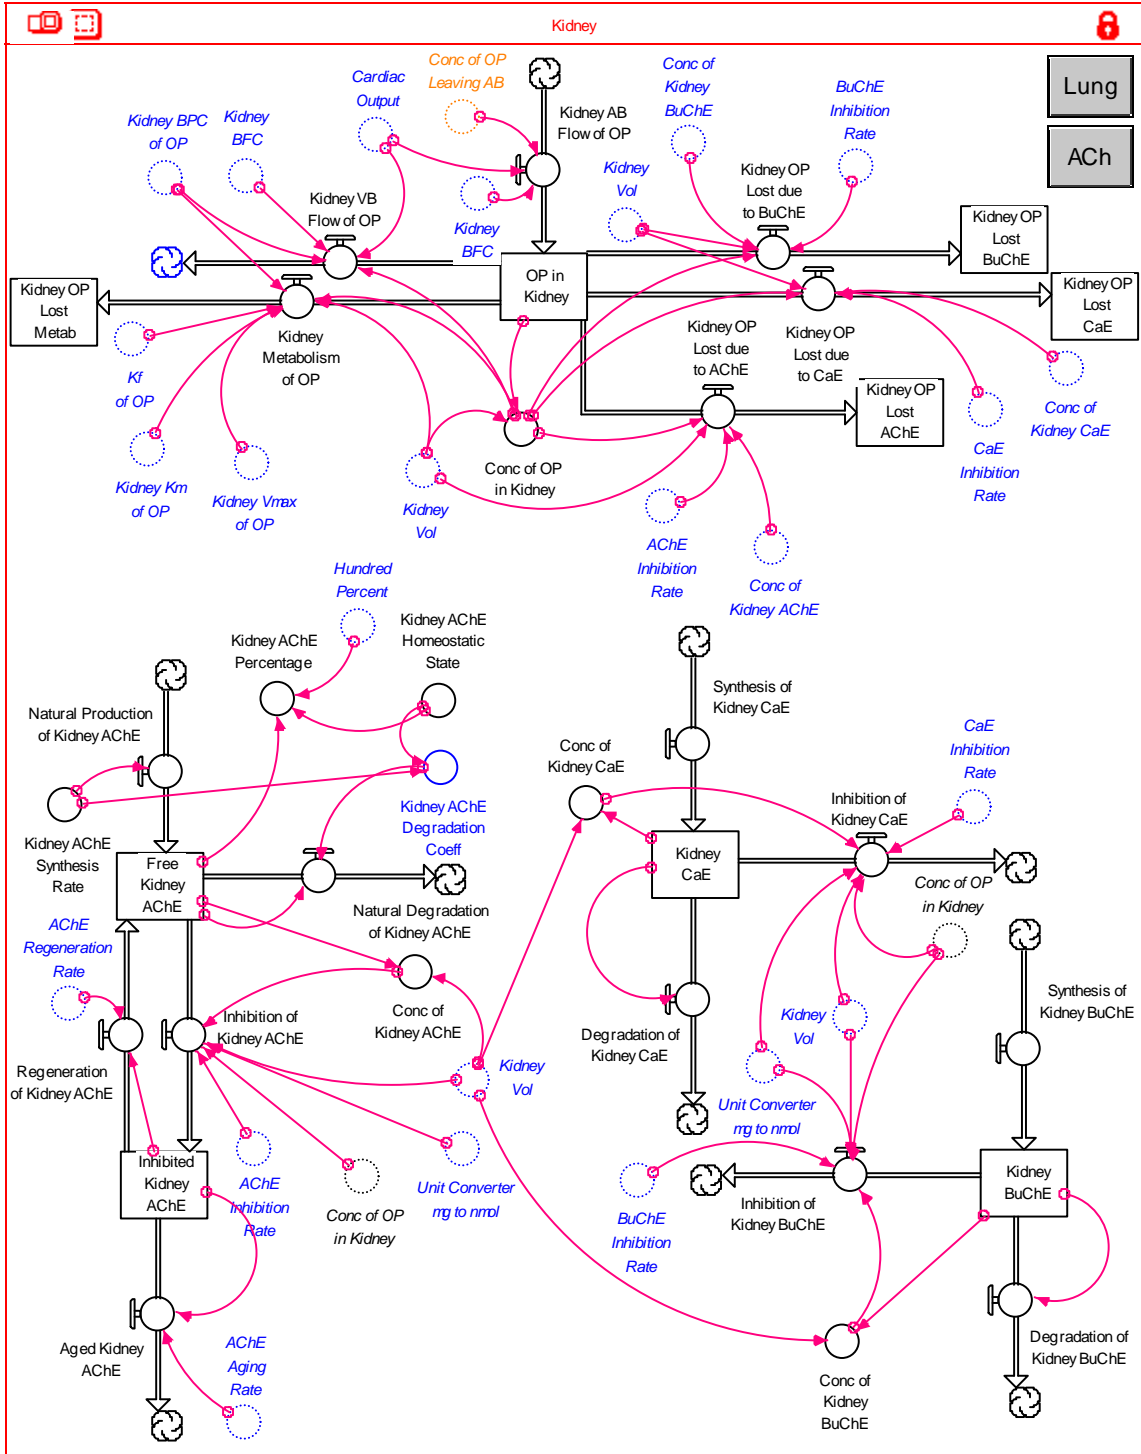 Kidney
Lung
ACh
Conc of OP
Leaving AB
Cardiac
Output
Kidney BPC
of OP
Kidney
BFC
Kidney AB
Flow of OP
Conc of
Kidney
BuChE
BuChE
Inhibition
Rate
Kidney
Vol
Kidney OP
Lost due
to BuChE
Kidney VB
Flow of OP
Kidney
BFC
Kidney OP
Lost
BuChE
OP in
Kidney
Kidney OP
Lost
Metab
Kidney OP
Lost
CaE
Kidney
Metabolism
of OP
Kidney OP
Lost due
to AChE
Kidney OP
Lost due
to CaE
Kf
of OP
Kidney OP
Lost
AChE
Conc of
Kidney CaE
CaE
Inhibition
Rate
Kidney Km
of OP
Kidney Vmax
of OP
Kidney
Vol
Conc of OP
in Kidney
AChE
Inhibition
Rate
Conc of
Kidney AChE
Hundred
Percent
Kidney AChE
Percentage
Kidney AChE
Homeostatic
State
Natural Production
of Kidney AChE
Synthesis of
Kidney CaE
Conc of
Kidney CaE
CaE
Inhibition
Rate
Kidney AChE
Synthesis
Rate
Kidney AChE
Degradation
Coeff
Inhibition of
Kidney CaE
Free
Kidney
AChE
Kidney
CaE
Conc of OP
in Kidney
Natural Degradation
of Kidney AChE
AChE
Regeneration
Rate
Conc of
Kidney AChE
Inhibition of
Kidney AChE
Regeneration
of Kidney AChE
Kidney
Vol
Degradation of
Kidney CaE
Kidney
Vol
Synthesis of
Kidney BuChE
Unit Converter
mg to nmol
Inhibited
Kidney
AChE
AChE
Inhibition
Rate
Conc of OP
in Kidney
Unit Converter
mg to nmol
BuChE
Inhibition
Rate
Inhibition of
Kidney BuChE
Kidney
BuChE
Aged Kidney
AChE
AChE
Aging
Rate
Conc of
Kidney
BuChE
Degradation of
Kidney BuChE